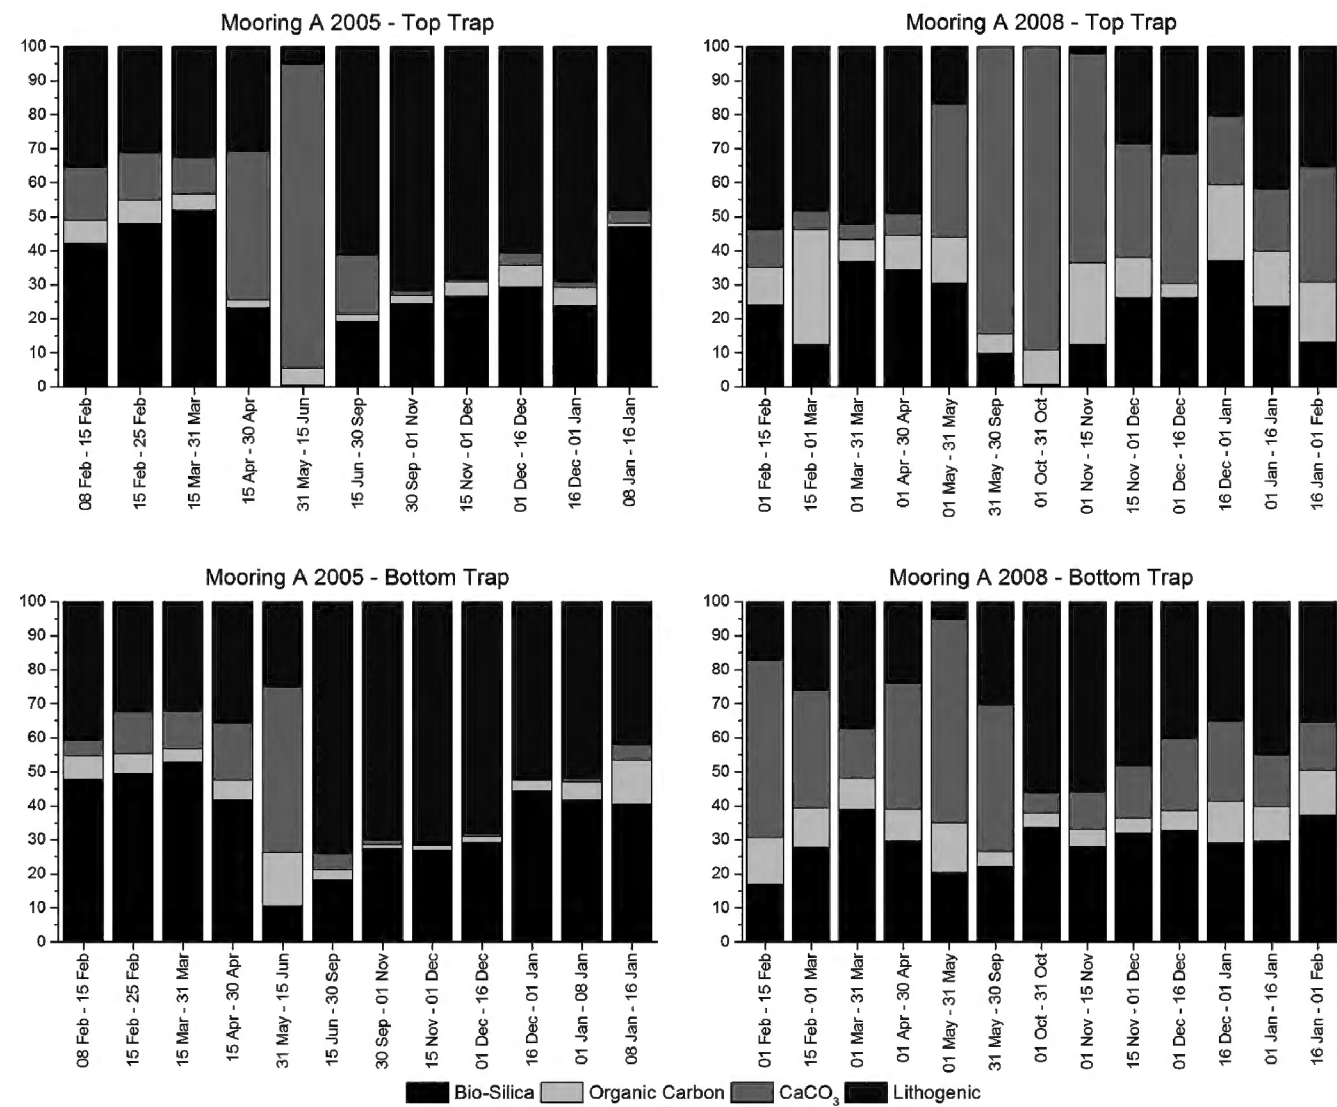 Mooring A 2005 - Top Trap
100
90
80
70
60
50
40
30
20
10
0
08 Feb - 15 Feb
15 Feb - 25 Feb
15 Mar - 31 Mar
15 Apr - 30 Apr
31 May - 15 Jun
15 Jun - 30 Sep
30 Sep - 01 Nov
15 Nov - 01 Dec
01 Dec - 16 Dec
16 Dec - 01 Jan
08 Jan - 16 Jan
Mooring A 2008 - Top Trap
100
90
80
70
60
50
40
30
20
10
0
01 Feb - 15 Feb
15 Feb - 01 Mar
01 Mar - 31 Mar
01 Apr - 30 Apr
01 May - 31 May
31 May - 30 Sep
01 Oct - 31 Oct
01 Nov - 15 Nov
15 Nov - 01 Dec
01 Dec - 16 Dec
16 Dec - 01 Jan
01 Jan - 16 Jan
16 Jan - 01 Feb
Mooring A 2005 - Bottom Trap
100
90
80
70
60
50
40
30
20
10
0
08 Feb - 15 Feb
15 Feb - 25 Feb
15 Mar - 31 Mar
15 Apr - 30 Apr
31 May - 15 Jun
15 Jun - 30 Sep
30 Sep - 01 Nov
15 Nov - 01 Dec
01 Dec - 16 Dec
16 Dec - 01 Jan
01 Jan - 08 Jan
08 Jan - 16 Jan
Mooring A 2008 - Bottom Trap
100
90
80
70
60
50
40
30
20
10
0
01 Feb - 15 Feb
15 Feb - 01 Mar
01 Mar - 31 Mar
01 Apr - 30 Apr
01 May - 31 May
31 May - 30 Sep
01 Oct - 31 Oct
01 Nov - 15 Nov
15 Nov - 01 Dec
01 Dec - 16 Dec
16 Dec - 01 Jan
01 Jan - 16 Jan
16 Jan - 01 Feb
Bio-Silica Organic Carbon CaCO₃ Lithogenic